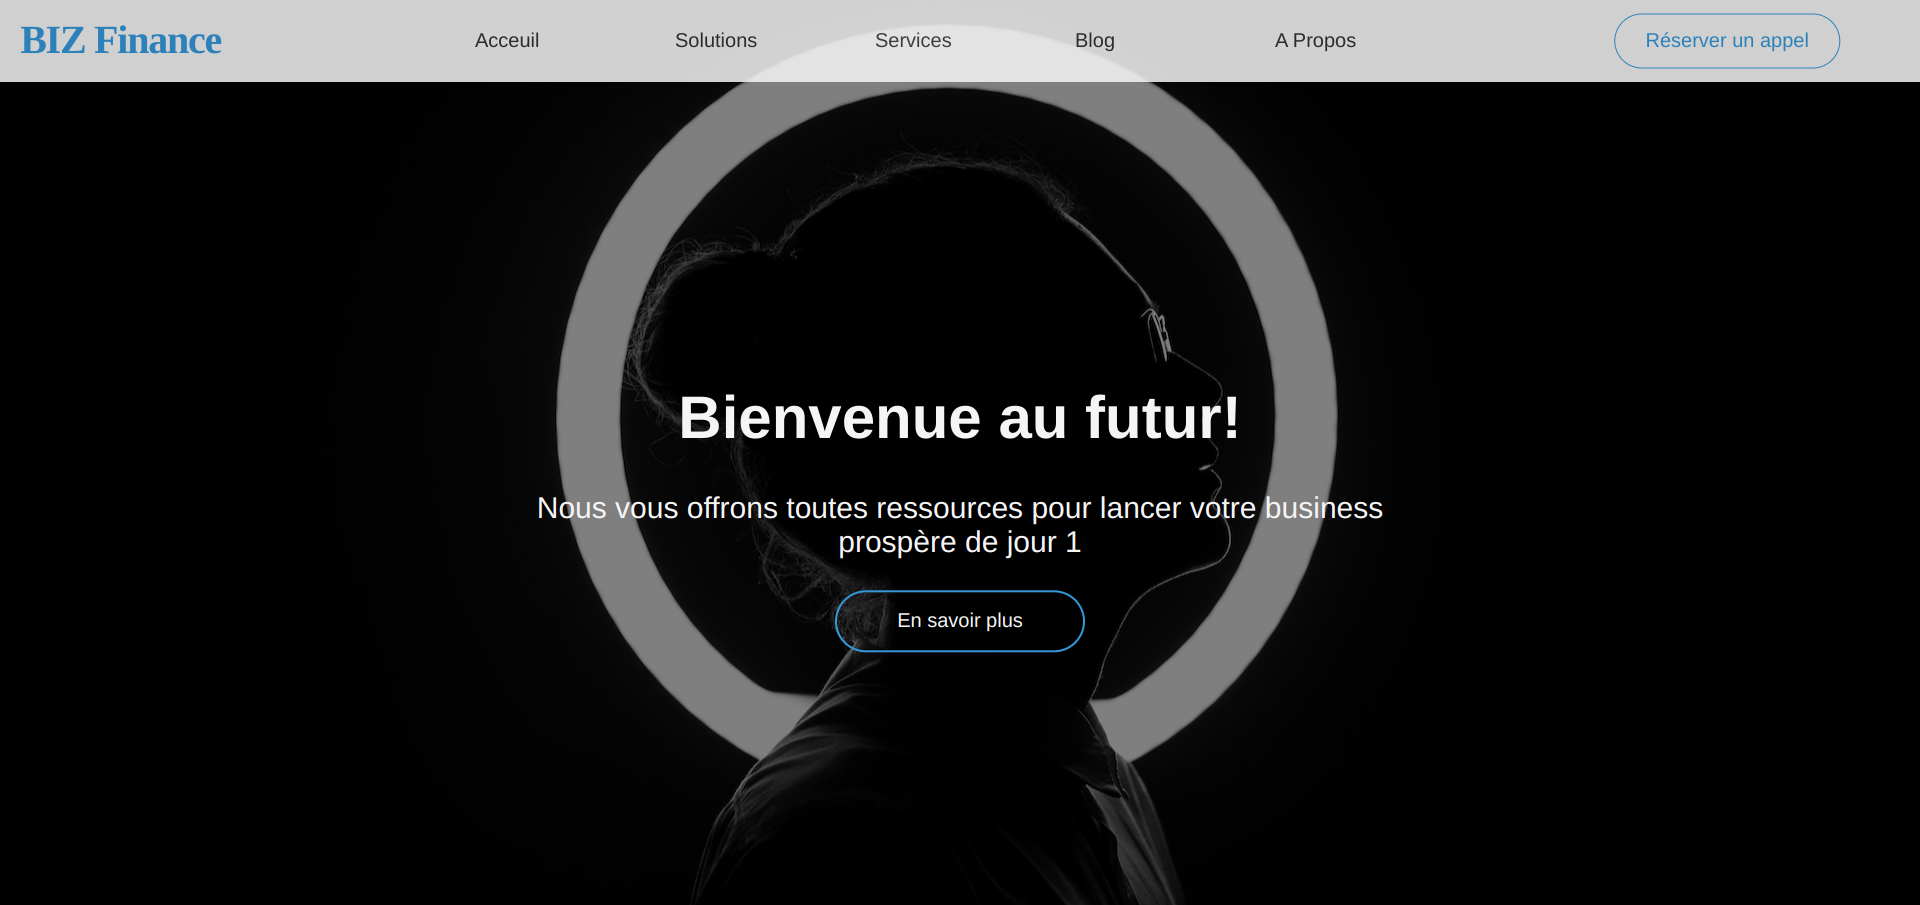 BIZ Finance
Acceuil
Solutions
Services
Blog
A Propos
Réserver un appel
Bienvenue au futur!
Nous vous offrons toutes ressources pour lancer votre business
prospère de jour 1
En savoir plus